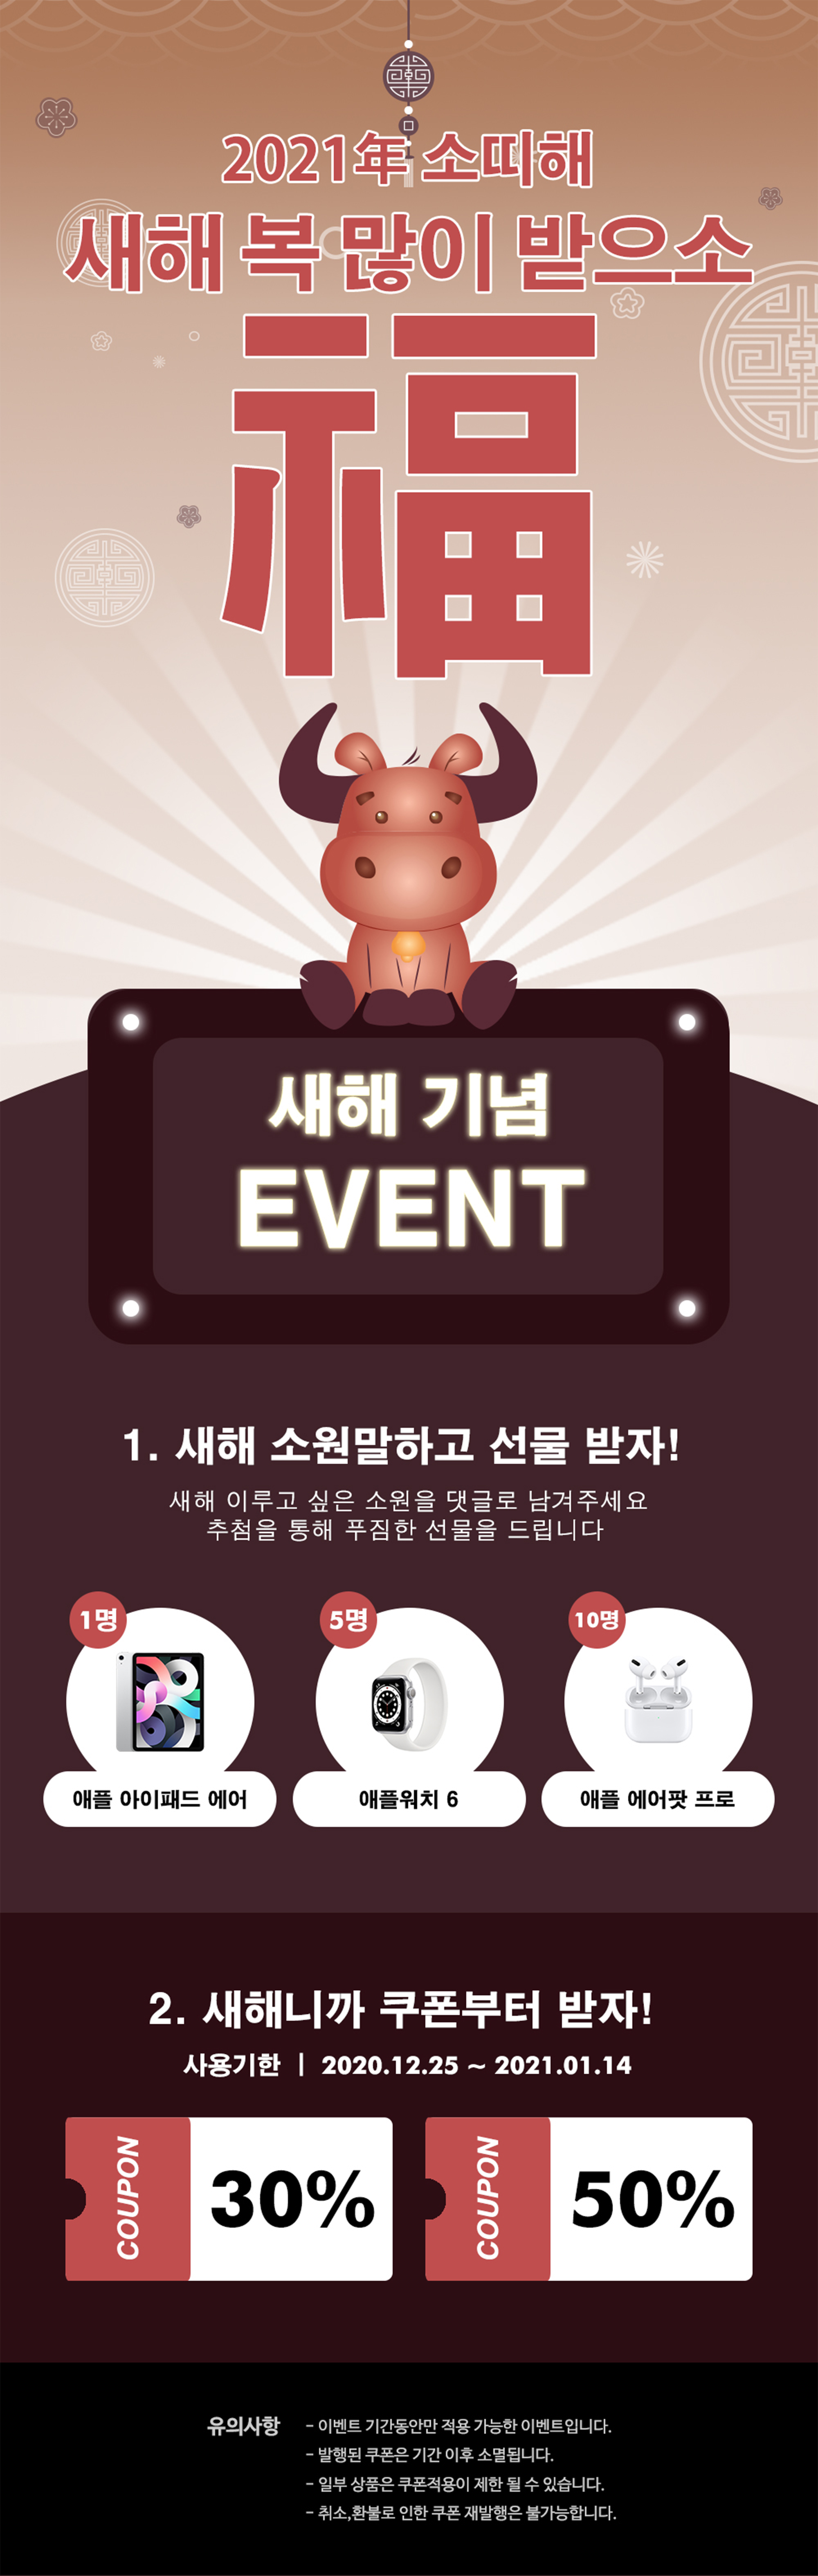 2021年 소띠해
새해 복 많이 받으소
福
새해 기념
EVENT
1. 새해 소원말하고 선물 받자!
새해 이루고 싶은 소원을 댓글로 남겨주세요
추첨을 통해 푸짐한 선물을 드립니다
1명
5명
10명
애플 아이패드 에어
애플워치 6
애플 에어팟 프로
2. 새해니까 쿠폰부터 받자!
사용기한 | 2020.12.25 ~ 2021.01.14
COUPON
30%
COUPON
50%
유의사항
- 이벤트 기간동안만 적용 가능한 이벤트입니다.
- 발행된 쿠폰은 기간 이후 소멸됩니다.
- 일부 상품은 쿠폰적용이 제한 될 수 있습니다.
- 취소,환불로 인한 쿠폰 재발행은 불가능합니다.